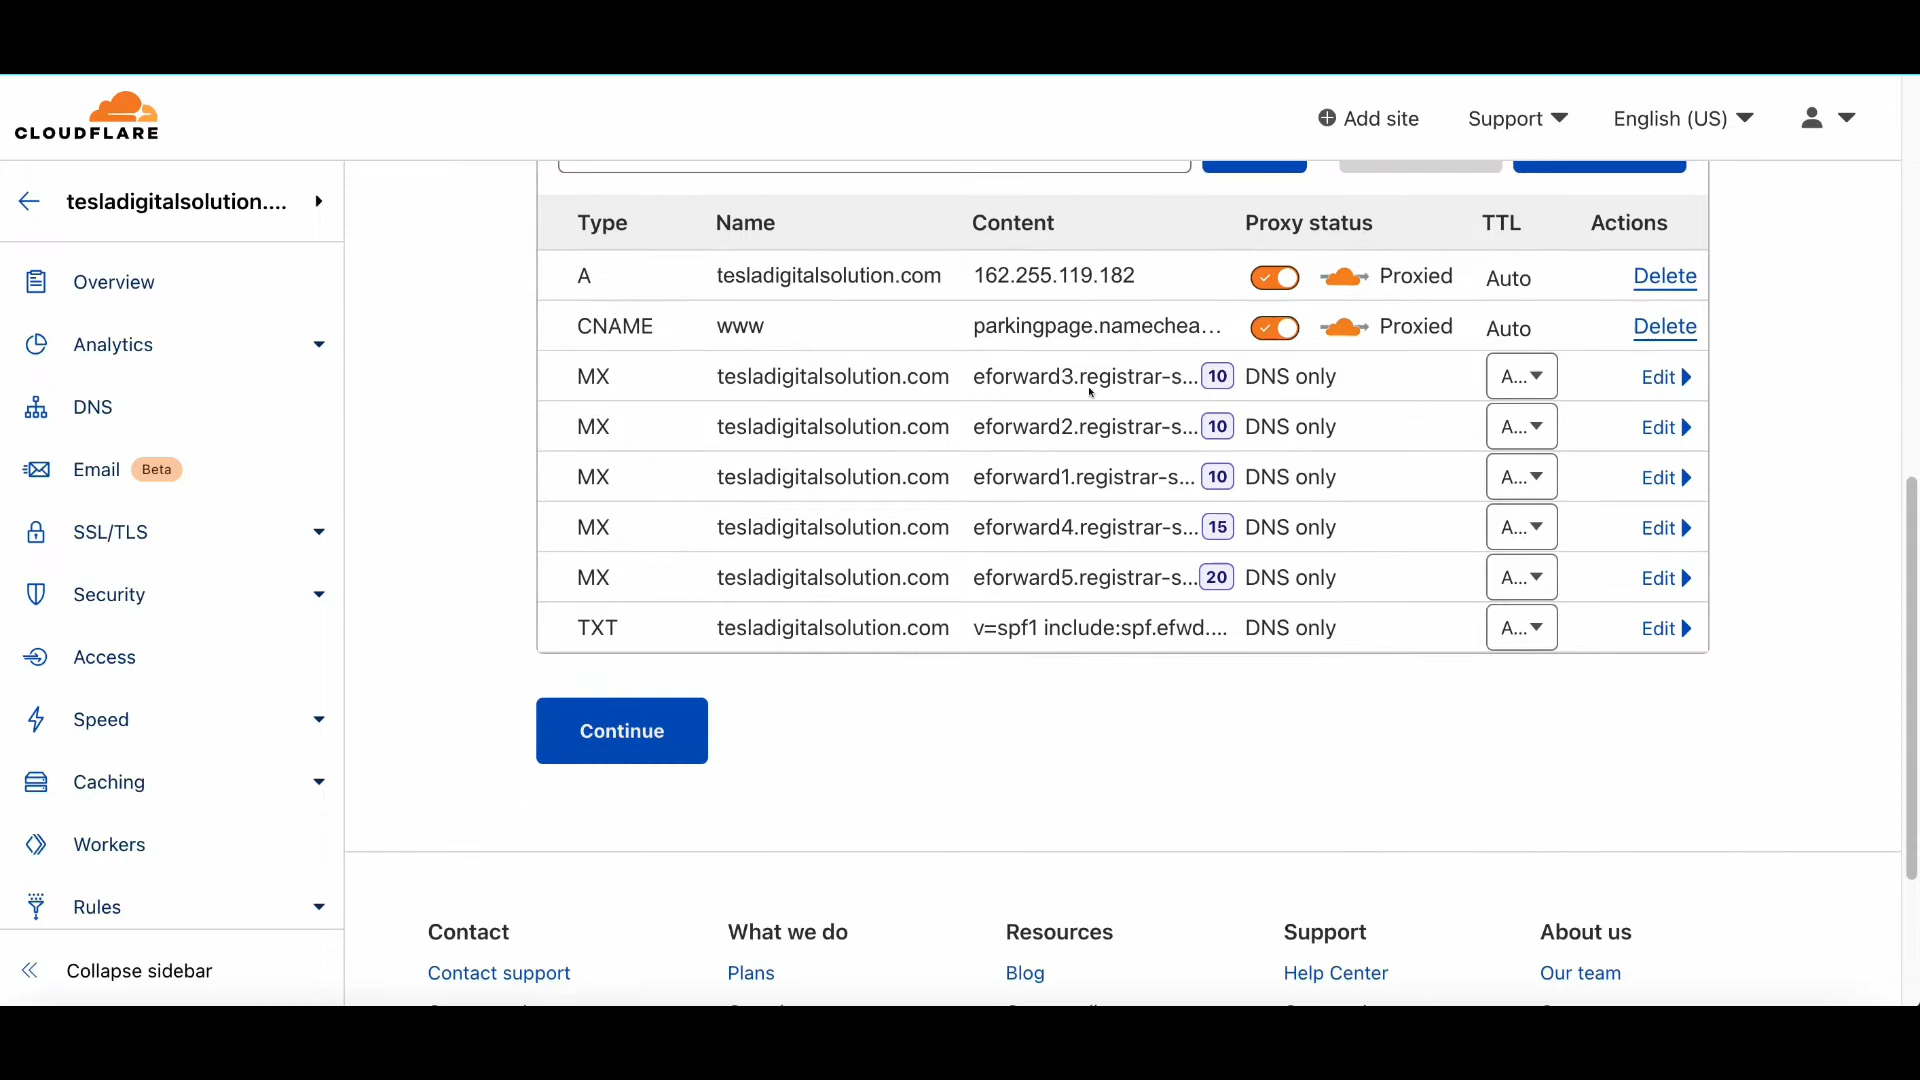 CLOUDFLARE
Add site Support English (US)
tesladigitalsolution....
Overview
Analytics
DNS
Email Beta
SSL/TLS
Security
Access
Speed
Caching
Workers
Rules
Collapse sidebar
Type Name Content Proxy status TTL Actions
A tesladigitalsolution.com 162.255.119.182 Proxied Auto Delete
CNAME www parkingpage.namechea... Proxied Auto Delete
MX tesladigitalsolution.com eforward3.registrar-s... 10 DNS only A... Edit
MX tesladigitalsolution.com eforward2.registrar-s... 10 DNS only A... Edit
MX tesladigitalsolution.com eforward1.registrar-s... 10 DNS only A... Edit
MX tesladigitalsolution.com eforward4.registrar-s... 15 DNS only A... Edit
MX tesladigitalsolution.com eforward5.registrar-s... 20 DNS only A... Edit
TXT tesladigitalsolution.com v=spf1 include:spf.efwd.... DNS only A... Edit
Continue
Contact What we do Resources Support About us
Contact support Plans Blog Help Center Our team